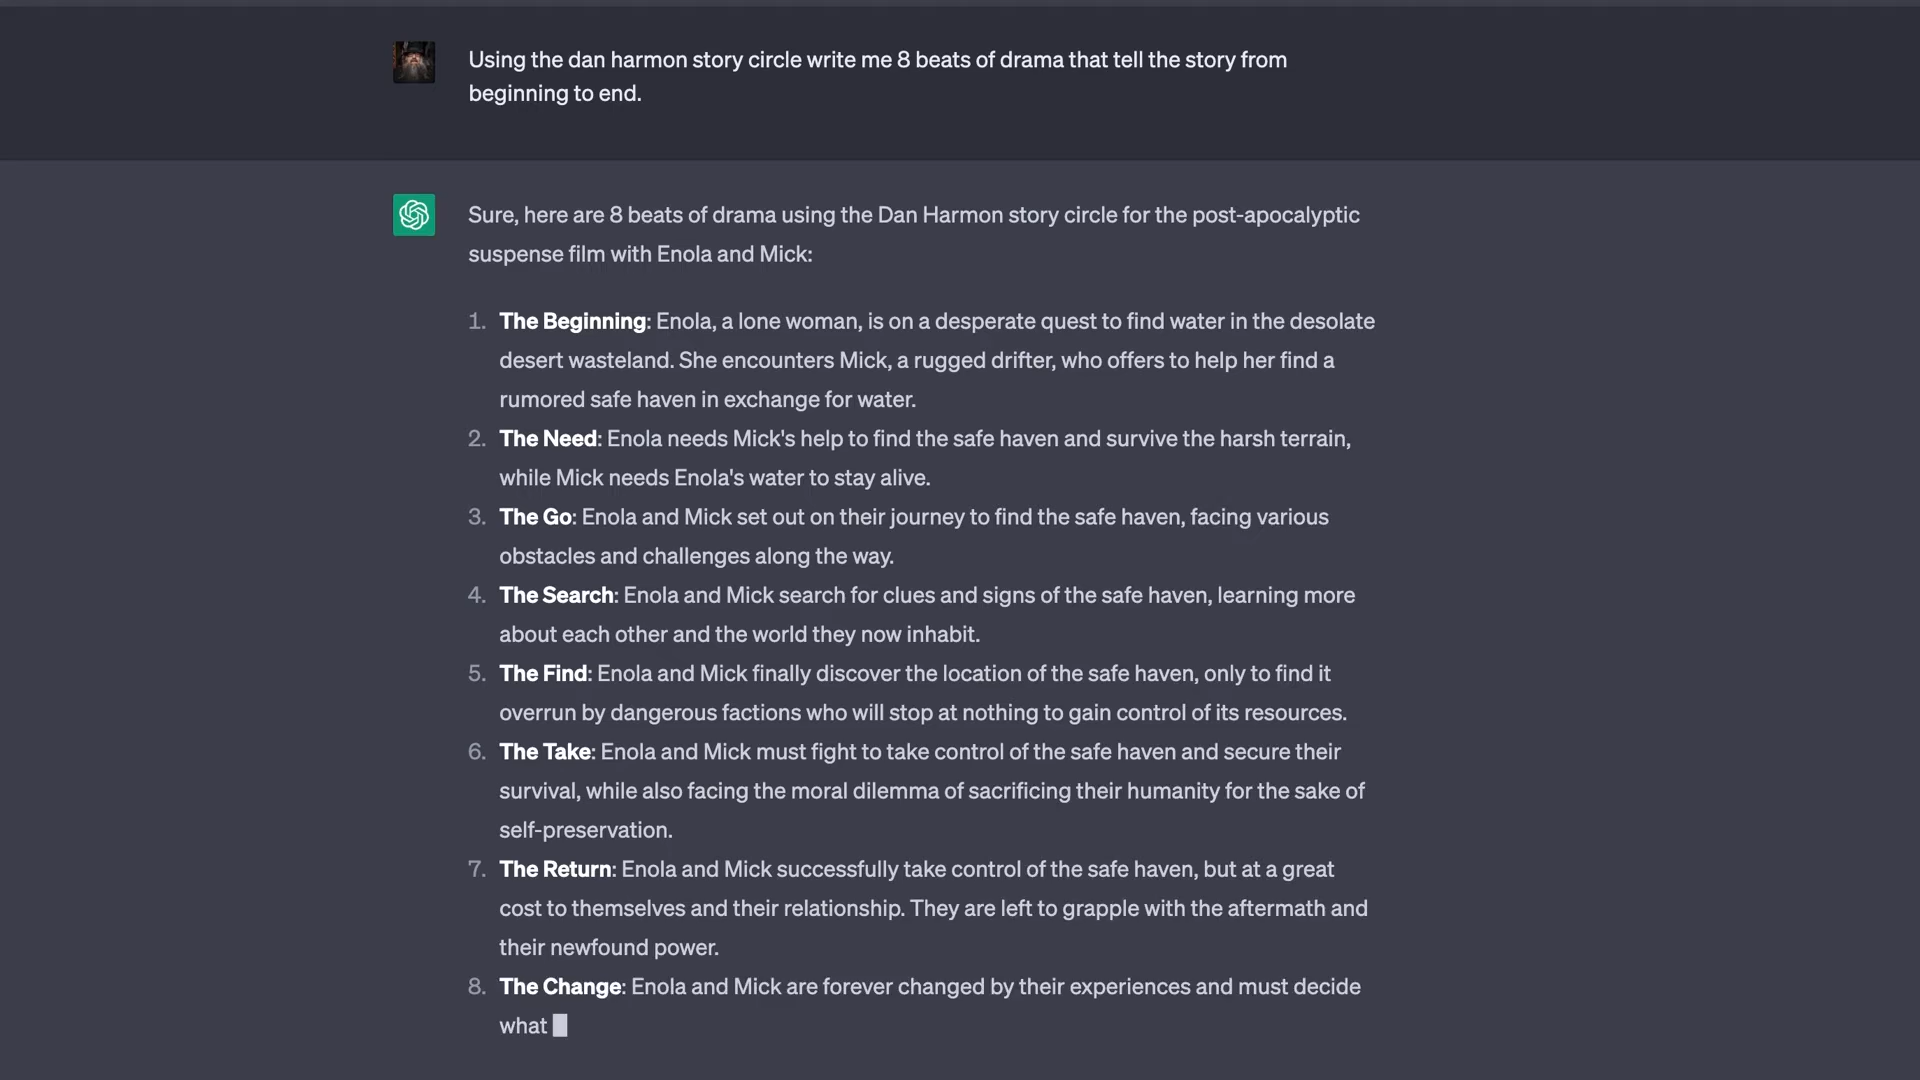 Using the dan harmon story circle write me 8 beats of drama that tell the story from
beginning to end.
Sure, here are 8 beats of drama using the Dan Harmon story circle for the post-apocalyptic
suspense film with Enola and Mick:
1. The Beginning: Enola, a lone woman, is on a desperate quest to find water in the desolate
desert wasteland. She encounters Mick, a rugged drifter, who offers to help her find a
rumored safe haven in exchange for water.
2. The Need: Enola needs Mick's help to find the safe haven and survive the harsh terrain,
while Mick needs Enola's water to stay alive.
3. The Go: Enola and Mick set out on their journey to find the safe haven, facing various
obstacles and challenges along the way.
4. The Search: Enola and Mick search for clues and signs of the safe haven, learning more
about each other and the world they now inhabit.
5. The Find: Enola and Mick finally discover the location of the safe haven, only to find it
overrun by dangerous factions who will stop at nothing to gain control of its resources.
6. The Take: Enola and Mick must fight to take control of the safe haven and secure their
survival, while also facing the moral dilemma of sacrificing their humanity for the sake of
self-preservation.
7. The Return: Enola and Mick successfully take control of the safe haven, but at a great
cost to themselves and their relationship. They are left to grapple with the aftermath and
their newfound power.
8. The Change: Enola and Mick are forever changed by their experiences and must decide
what